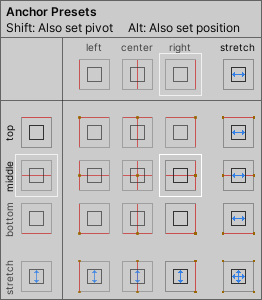 Anchor Presets
Shift: Also set pivot Alt: Also set position
left center right stretch
top
middle
bottom
stretch